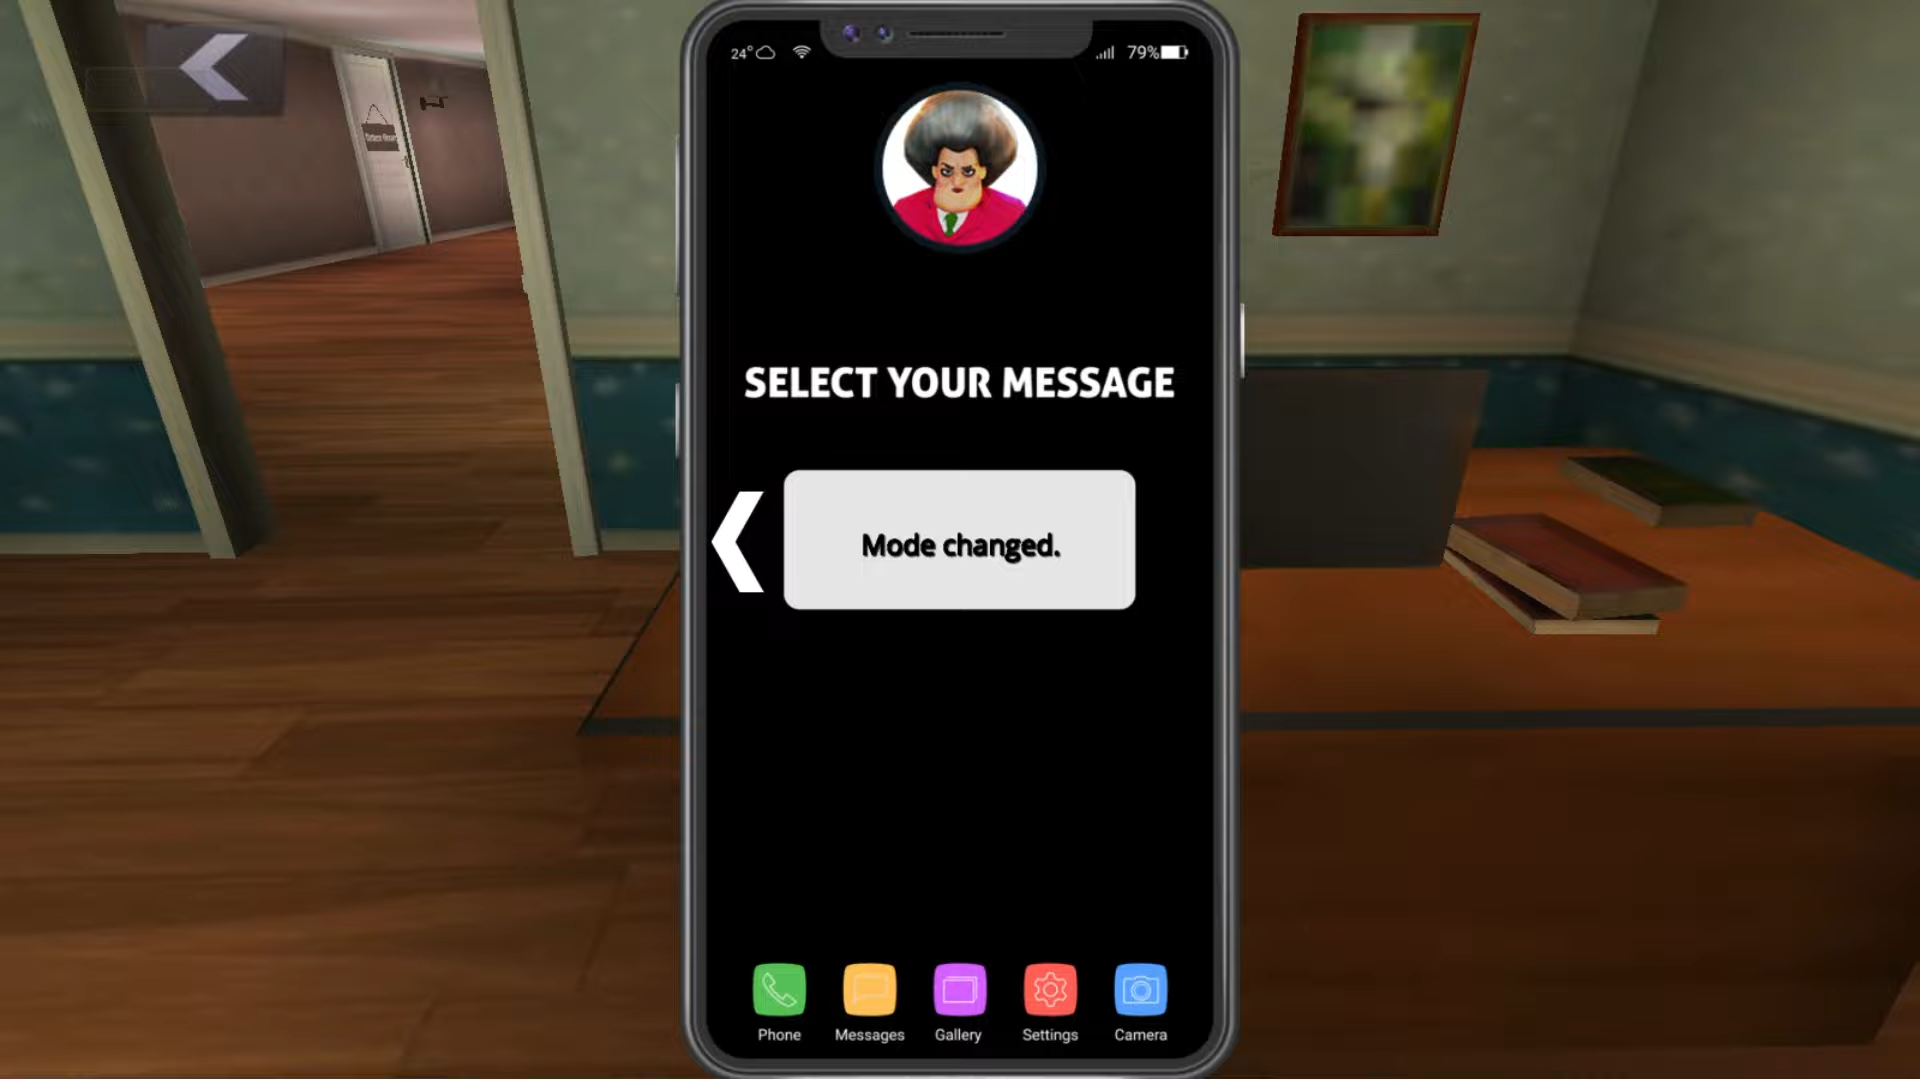 24°
79%
SELECT YOUR MESSAGE
Mode changed.
Phone
Messages
Gallery
Settings
Camera